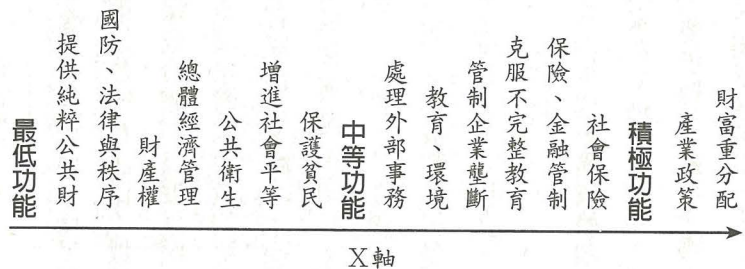 最低功能
提供純粹公共財
國防、法律與秩序
財產權
總體經濟管理
公共衛生
增進社會平等
保護貧民
中等功能
處理外部事務
教育、環境
管制企業壟斷
克服不完整教育
保險、金融管制
社會保險
積極功能
產業政策
財富重分配
X軸